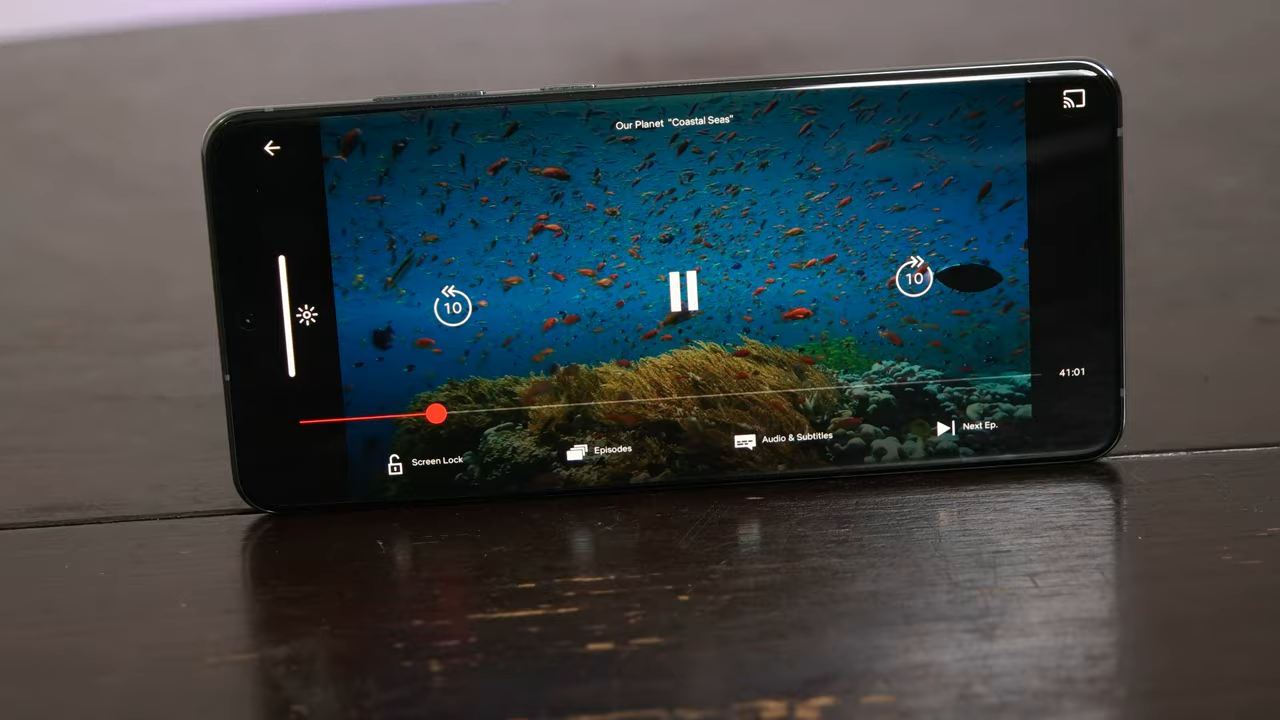 Our Planet "Coastal Seas"
10
10
41:01
Screen Lock
Episodes
Audio & Subtitles
Next Ep.